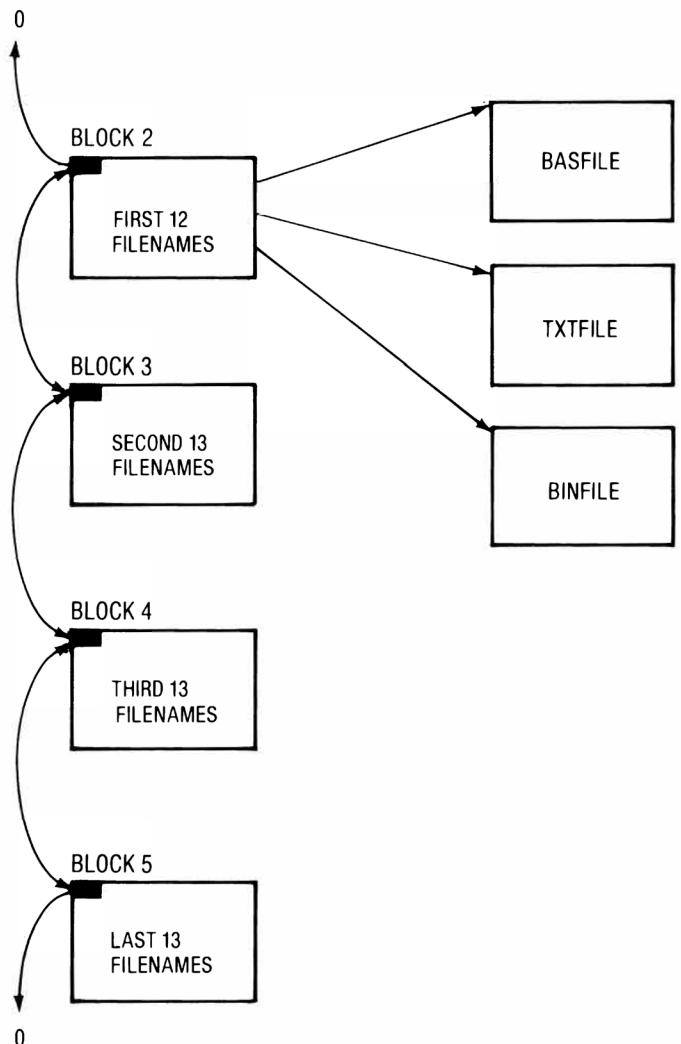 0
BLOCK 2
FIRST 12
FILENAMES
BASFILE
TXTFILE
BINFILE
BLOCK 3
SECOND 13
FILENAMES
BLOCK 4
THIRD 13
FILENAMES
BLOCK 5
LAST 13
FILENAMES
0